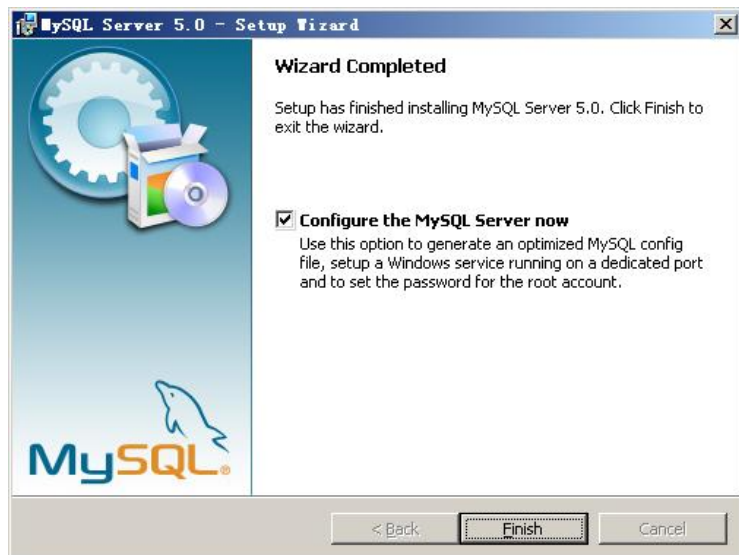 MySQL Server 5.0 - Setup Wizard
Wizard Completed
Setup has finished installing MySQL Server 5.0. Click Finish to
exit the wizard.
Configure the MySQL Server now
Use this option to generate an optimized MySQL config
file, setup a Windows service running on a dedicated port
and to set the password for the root account.
MySQL®
< Back
Finish
Cancel